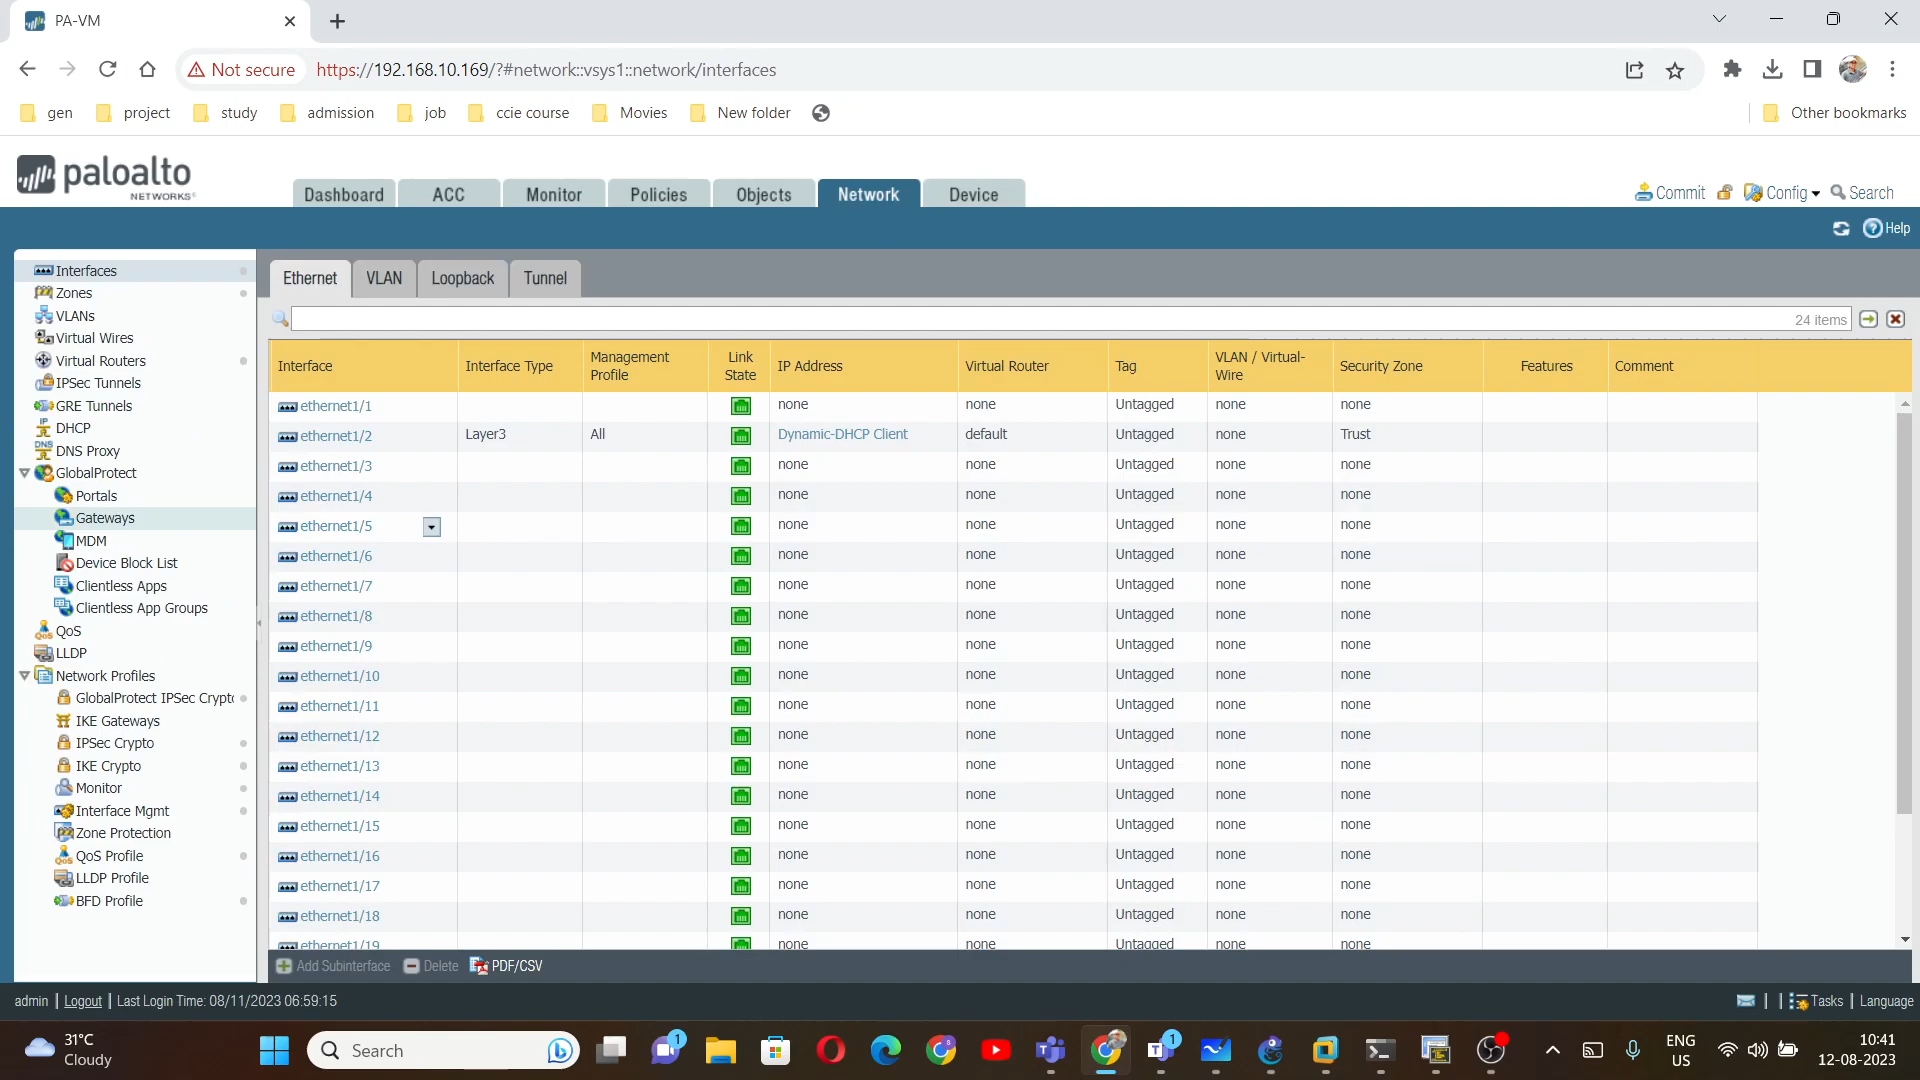 PA-VM
Not secure https://192.168.10.169/?#network::vsys1::network/interfaces
gen project study admission job ccie course Movies New folder Other bookmarks
paloalto NETWORKS
Dashboard ACC Monitor Policies Objects Network Device Commit Config Search
Help
Interfaces
Zones
VLANs
Virtual Wires
Virtual Routers
IPSec Tunnels
GRE Tunnels
DHCP
DNS Proxy
GlobalProtect
Portals
Gateways
MDM
Device Block List
Clientless Apps
Clientless App Groups
QoS
LLDP
Network Profiles
GlobalProtect IPSec Crypto
IKE Gateways
IPSec Crypto
IKE Crypto
Monitor
Interface Mgmt
Zone Protection
QoS Profile
LLDP Profile
BFD Profile
Ethernet VLAN Loopback Tunnel
24 items
Interface Interface Type Management Profile Link State IP Address Virtual Router Tag VLAN / Virtual-Wire Security Zone Features Comment
ethernet1/1 none none Untagged none none
ethernet1/2 Layer3 All Dynamic-DHCP Client default Untagged none Trust
ethernet1/3 none none Untagged none none
ethernet1/4 none none Untagged none none
ethernet1/5 none none Untagged none none
ethernet1/6 none none Untagged none none
ethernet1/7 none none Untagged none none
ethernet1/8 none none Untagged none none
ethernet1/9 none none Untagged none none
ethernet1/10 none none Untagged none none
ethernet1/11 none none Untagged none none
ethernet1/12 none none Untagged none none
ethernet1/13 none none Untagged none none
ethernet1/14 none none Untagged none none
ethernet1/15 none none Untagged none none
ethernet1/16 none none Untagged none none
ethernet1/17 none none Untagged none none
ethernet1/18 none none Untagged none none
ethernet1/19 none none Untagged none none
Add Subinterface Delete PDF/CSV
admin | Logout | Last Login Time: 08/11/2023 06:59:15 Tasks | Language
31°C
Cloudy
Search
ENG
US
10:41
12-08-2023